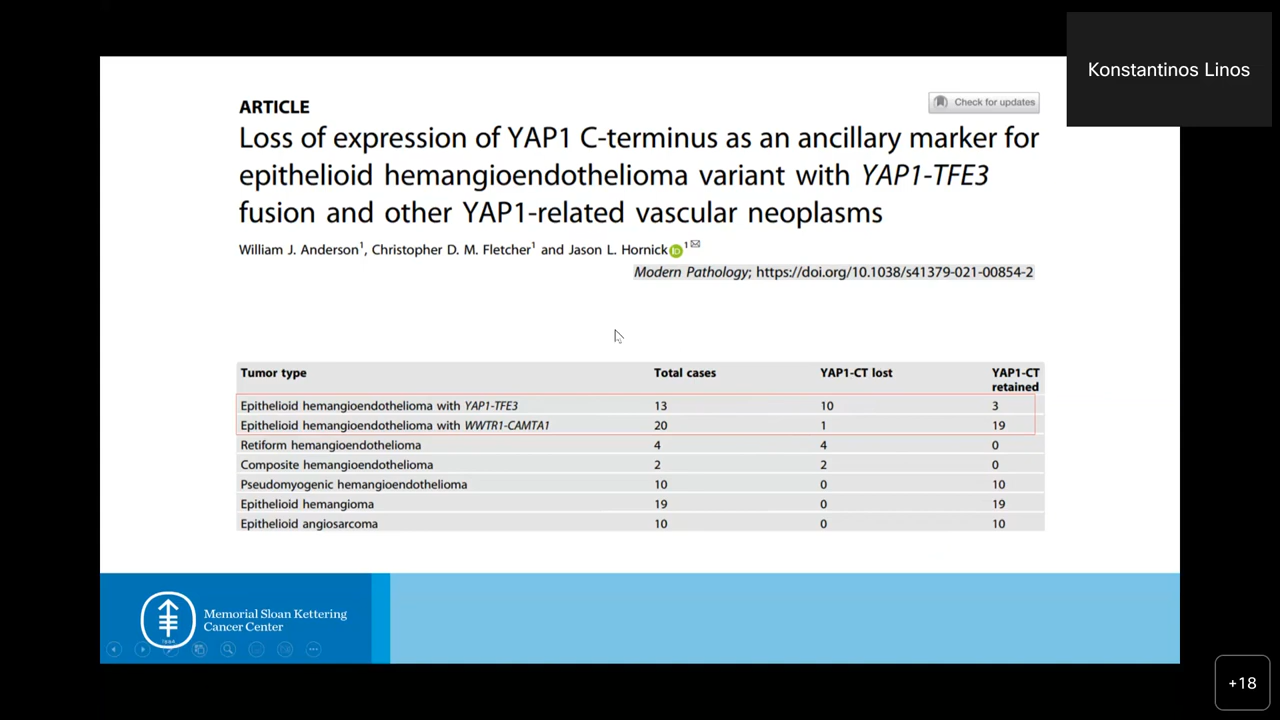 Konstantinos Linos
ARTICLE
Check for updates
Loss of expression of YAP1 C-terminus as an ancillary marker for
epithelioid hemangioendothelioma variant with YAP1-TFE3
fusion and other YAP1-related vascular neoplasms
William J. Anderson1, Christopher D. M. Fletcher1 and Jason L. Hornick iD 1✉
Modern Pathology; https://doi.org/10.1038/s41379-021-00854-2
Tumor type Total cases YAP1-CT lost YAP1-CT retained
Epithelioid hemangioendothelioma with YAP1-TFE3 13 10 3
Epithelioid hemangioendothelioma with WWTR1-CAMTA1 20 1 19
Retiform hemangioendothelioma 4 4 0
Composite hemangioendothelioma 2 2 0
Pseudomyogenic hemangioendothelioma 10 0 10
Epithelioid hemangioma 19 0 19
Epithelioid angiosarcoma 10 0 10
Memorial Sloan Kettering
Cancer Center
+18